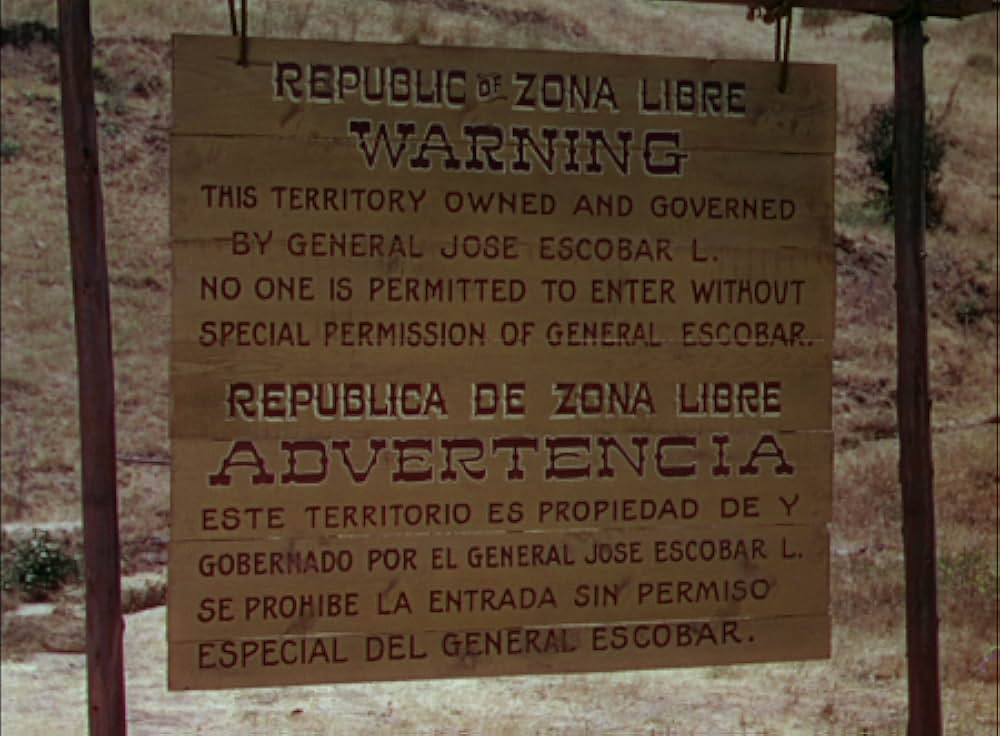 REPUBLIC OF ZONA LIBRE
WARNING
THIS TERRITORY OWNED AND GOVERNED
BY GENERAL JOSE ESCOBAR L.
NO ONE IS PERMITTED TO ENTER WITHOUT
SPECIAL PERMISSION OF GENERAL ESCOBAR.
REPUBLICA DE ZONA LIBRE
ADVERTENCIA
ESTE TERRITORIO ES PROPIEDAD DE Y
GOBERNADO POR EL GENERAL JOSE ESCOBAR L.
SE PROHIBE LA ENTRADA SIN PERMISO
ESPECIAL DEL GENERAL ESCOBAR.